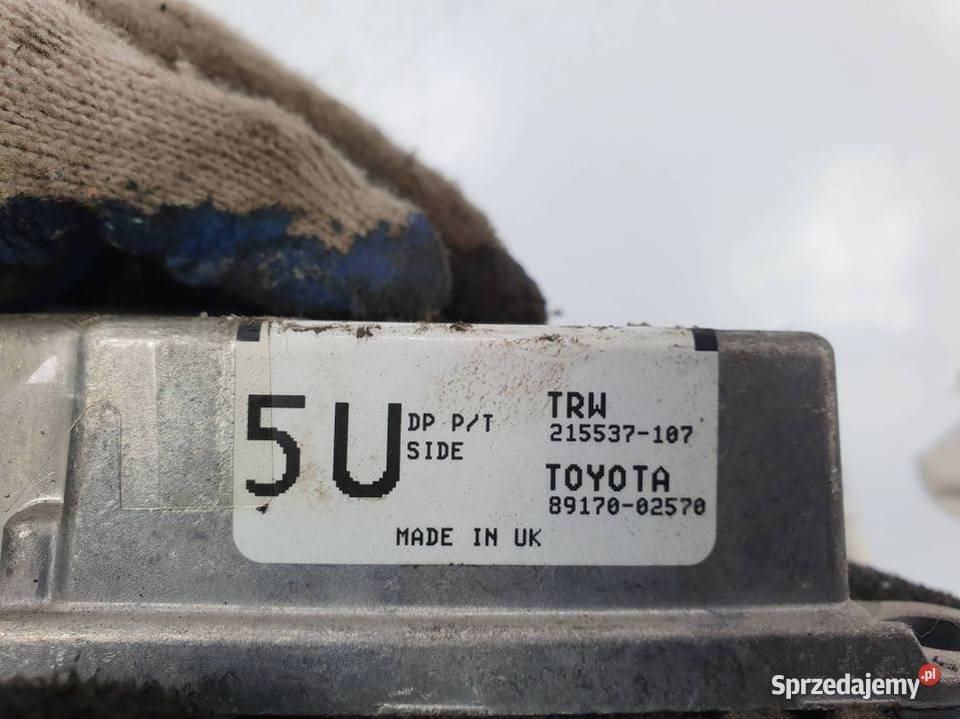 5U
DP P/T
SIDE
TRW
215537-107
TOYOTA
89170-02570
MADE IN UK
Sprzedajemy.pl